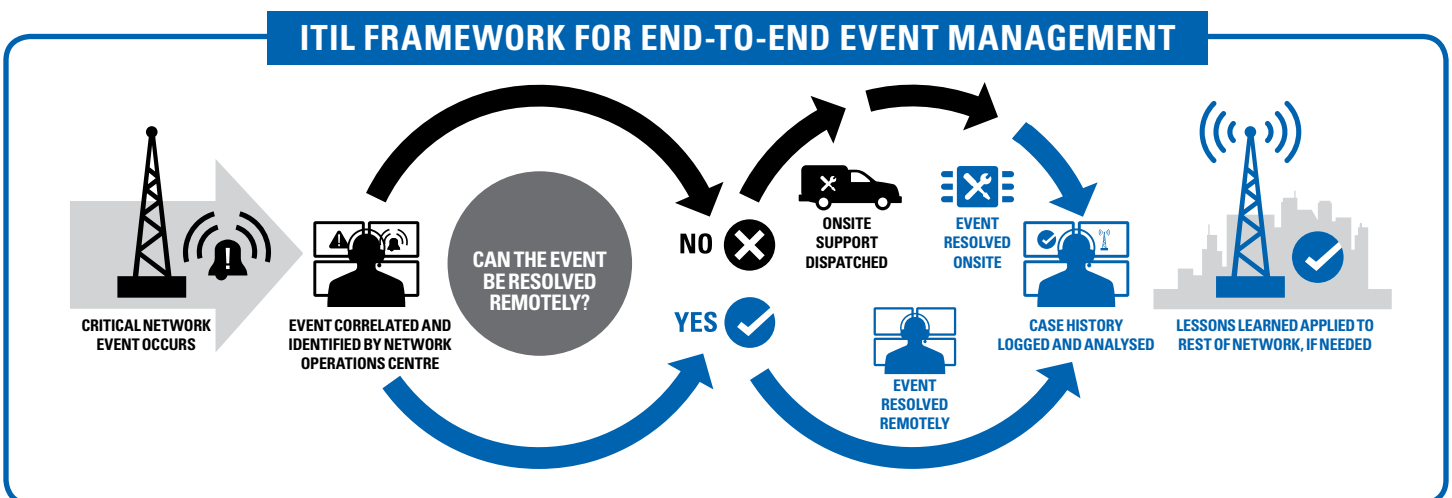 ITIL FRAMEWORK FOR END-TO-END EVENT MANAGEMENT
CRITICAL NETWORK
EVENT OCCURS
EVENT CORRELATED AND
IDENTIFIED BY NETWORK
OPERATIONS CENTRE
CAN THE EVENT
BE RESOLVED
REMOTELY?
NO
YES
ONSITE
SUPPORT
DISPATCHED
EVENT
RESOLVED
ONSITE
EVENT
RESOLVED
REMOTELY
CASE HISTORY
LOGGED AND ANALYSED
LESSONS LEARNED APPLIED TO
REST OF NETWORK, IF NEEDED